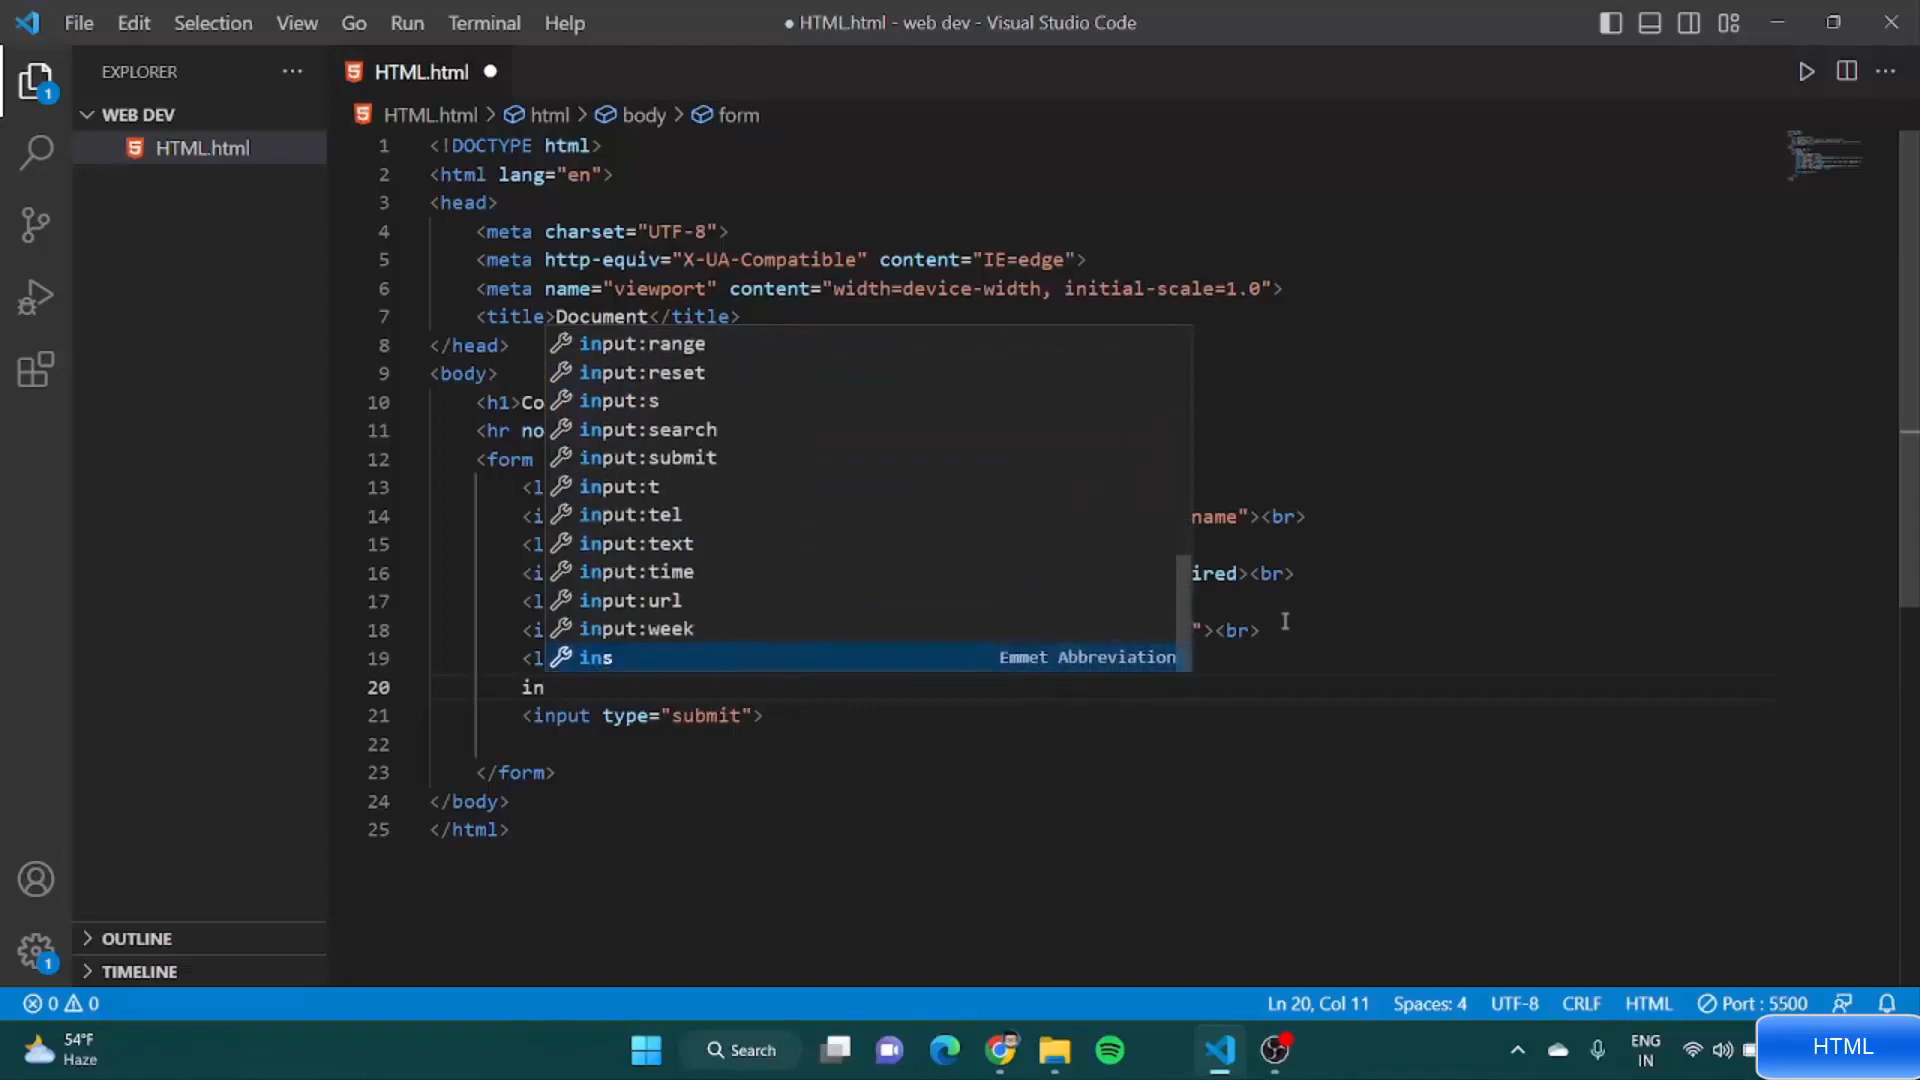 File Edit Selection View Go Run Terminal Help
● HTML.html - web dev - Visual Studio Code
EXPLORER
HTML.html
1
WEB DEV
HTML.html > html > body > form
HTML.html
1 <!DOCTYPE html>
2 <html lang="en">
3 <head>
4 <meta charset="UTF-8">
5 <meta http-equiv="X-UA-Compatible" content="IE=edge">
6 <meta name="viewport" content="width=device-width, initial-scale=1.0">
7 <title>Document</title>
8 </head>
input:range
9 <body>
input:reset
10 <h1>Co
input:s
11 <hr no
input:search
12 <form
input:submit
13 <l
input:t
14 <i
input:tel
name"><br>
15 <l
input:text
16 <i
input:time
ired><br>
17 <l
input:url
18 <i
input:week
"><br>
19 <l
ins Emmet Abbreviation
20 in
21 <input type="submit">
22
23 </form>
24 </body>
25 </html>
OUTLINE
1
TIMELINE
0 0
Ln 20, Col 11 Spaces: 4 UTF-8 CRLF HTML Port : 5500
54°F
Haze
Search
ENG
IN
HTML